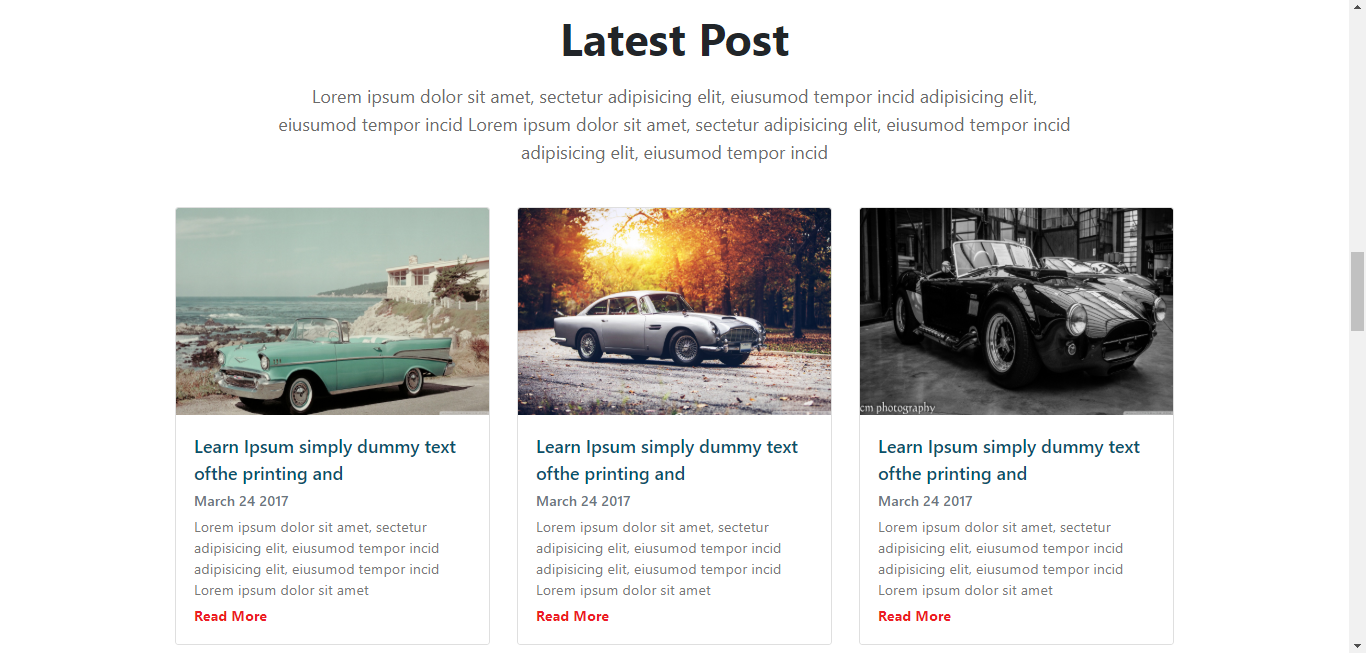 Latest Post
Lorem ipsum dolor sit amet, sectetur adipisicing elit, eiusumod tempor incid adipisicing elit,
eiusumod tempor incid Lorem ipsum dolor sit amet, sectetur adipisicing elit, eiusumod tempor incid
adipisicing elit, eiusumod tempor incid
cm photography
Learn Ipsum simply dummy text
ofthe printing and
March 24 2017
Lorem ipsum dolor sit amet, sectetur
adipisicing elit, eiusumod tempor incid
adipisicing elit, eiusumod tempor incid
Lorem ipsum dolor sit amet
Read More
Learn Ipsum simply dummy text
ofthe printing and
March 24 2017
Lorem ipsum dolor sit amet, sectetur
adipisicing elit, eiusumod tempor incid
adipisicing elit, eiusumod tempor incid
Lorem ipsum dolor sit amet
Read More
Learn Ipsum simply dummy text
ofthe printing and
March 24 2017
Lorem ipsum dolor sit amet, sectetur
adipisicing elit, eiusumod tempor incid
adipisicing elit, eiusumod tempor incid
Lorem ipsum dolor sit amet
Read More